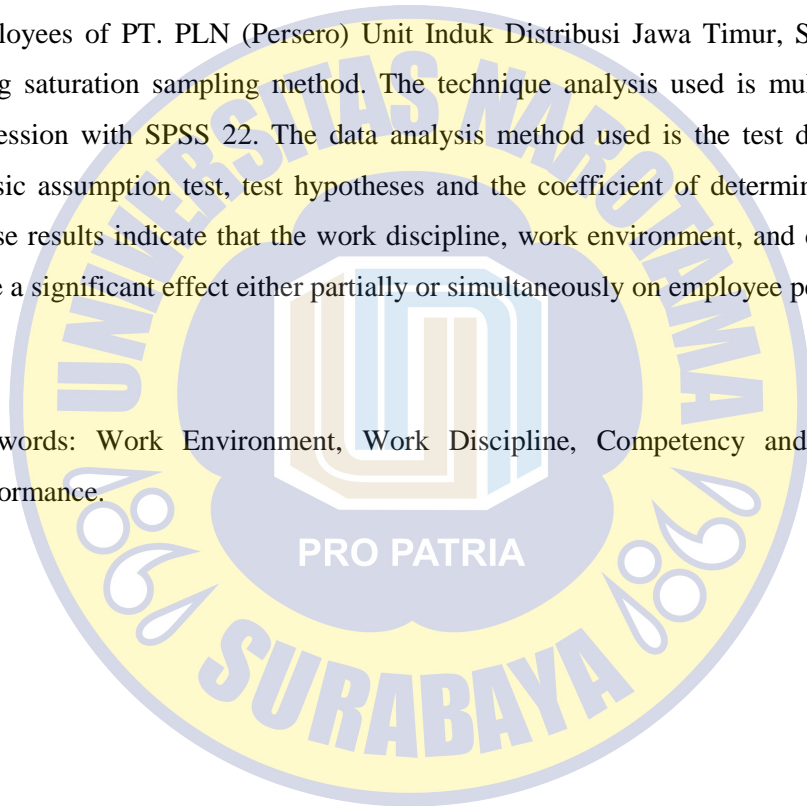 ployees of PT. PLN (Persero) Unit Induk Distribusi Jawa Timur, S
g saturation sampling method. The technique analysis used is mul
ession with SPSS 22. The data analysis method used is the test d
sic assumption test, test hypotheses and the coefficient of determin
se results indicate that the work discipline, work environment, and
e a significant effect either partially or simultaneously on employee pe
words: Work Environment, Work Discipline, Competency and
ormance.
UNIVERSITAS NAROTAMA
PRO PATRIA
SURABAYA